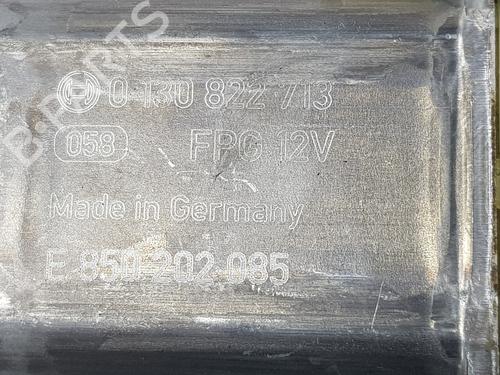 B-PARTS
0 130 822 713
058 FPG 12V
Made in Germany
E 850 202 085